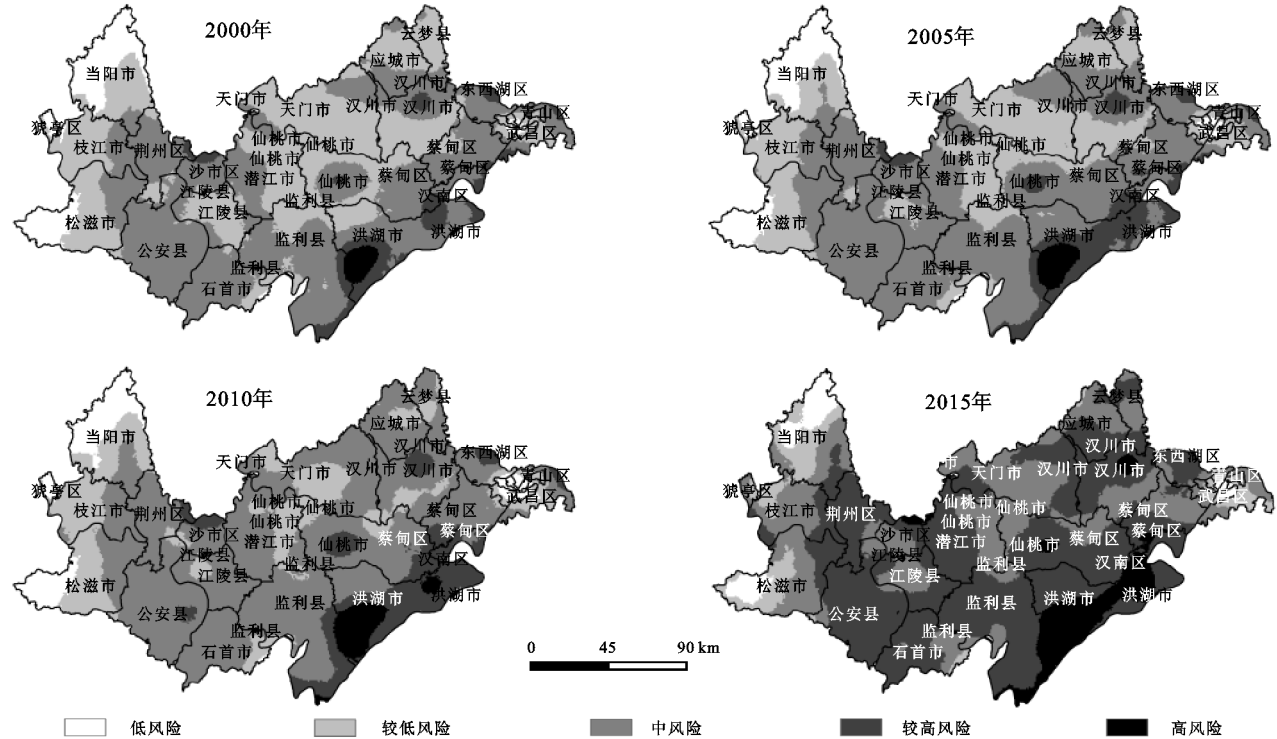 2000年
云梦县
应城市
当阳市
汉川市
东西湖区
天门市
天门市
汉川市
汉川市
青山区
猇亭区
武昌区
仙桃市
仙桃市
枝江市
荆州区
蔡甸区
仙桃市
沙市区
蔡甸区
潜江市
仙桃市
蔡甸区
江陵县
监利县
汉南区
松滋市
江陵县
公安县
监利县
洪湖市
洪湖市
监利县
石首市
2005年
云梦县
应城市
当阳市
汉川市
东西湖区
天门市
天门市
汉川市
汉川市
青山区
猇亭区
武昌区
仙桃市
仙桃市
枝江市
荆州区
蔡甸区
仙桃市
沙市区
蔡甸区
潜江市
仙桃市
蔡甸区
江陵县
监利县
汉南区
松滋市
江陵县
公安县
监利县
洪湖市
洪湖市
监利县
石首市
2010年
云梦县
应城市
当阳市
汉川市
东西湖区
天门市
天门市
汉川市
汉川市
青山区
猇亭区
武昌区
仙桃市
仙桃市
枝江市
荆州区
蔡甸区
仙桃市
沙市区
蔡甸区
潜江市
仙桃市
蔡甸区
江陵县
监利县
汉南区
松滋市
江陵县
公安县
监利县
洪湖市
洪湖市
监利县
石首市
2015年
云梦县
应城市
当阳市
汉川市
东西湖区
市
天门市
汉川市
汉川市
青山区
猇亭区
武昌区
仙桃市
仙桃市
枝江市
荆州区
蔡甸区
仙桃市
沙市区
蔡甸区
潜江市
仙桃市
蔡甸区
江陵县
监利县
汉南区
松滋市
江陵县
公安县
监利县
洪湖市
洪湖市
监利县
石首市
0 45 90 km
低风险 较低风险 中风险 较高风险 高风险